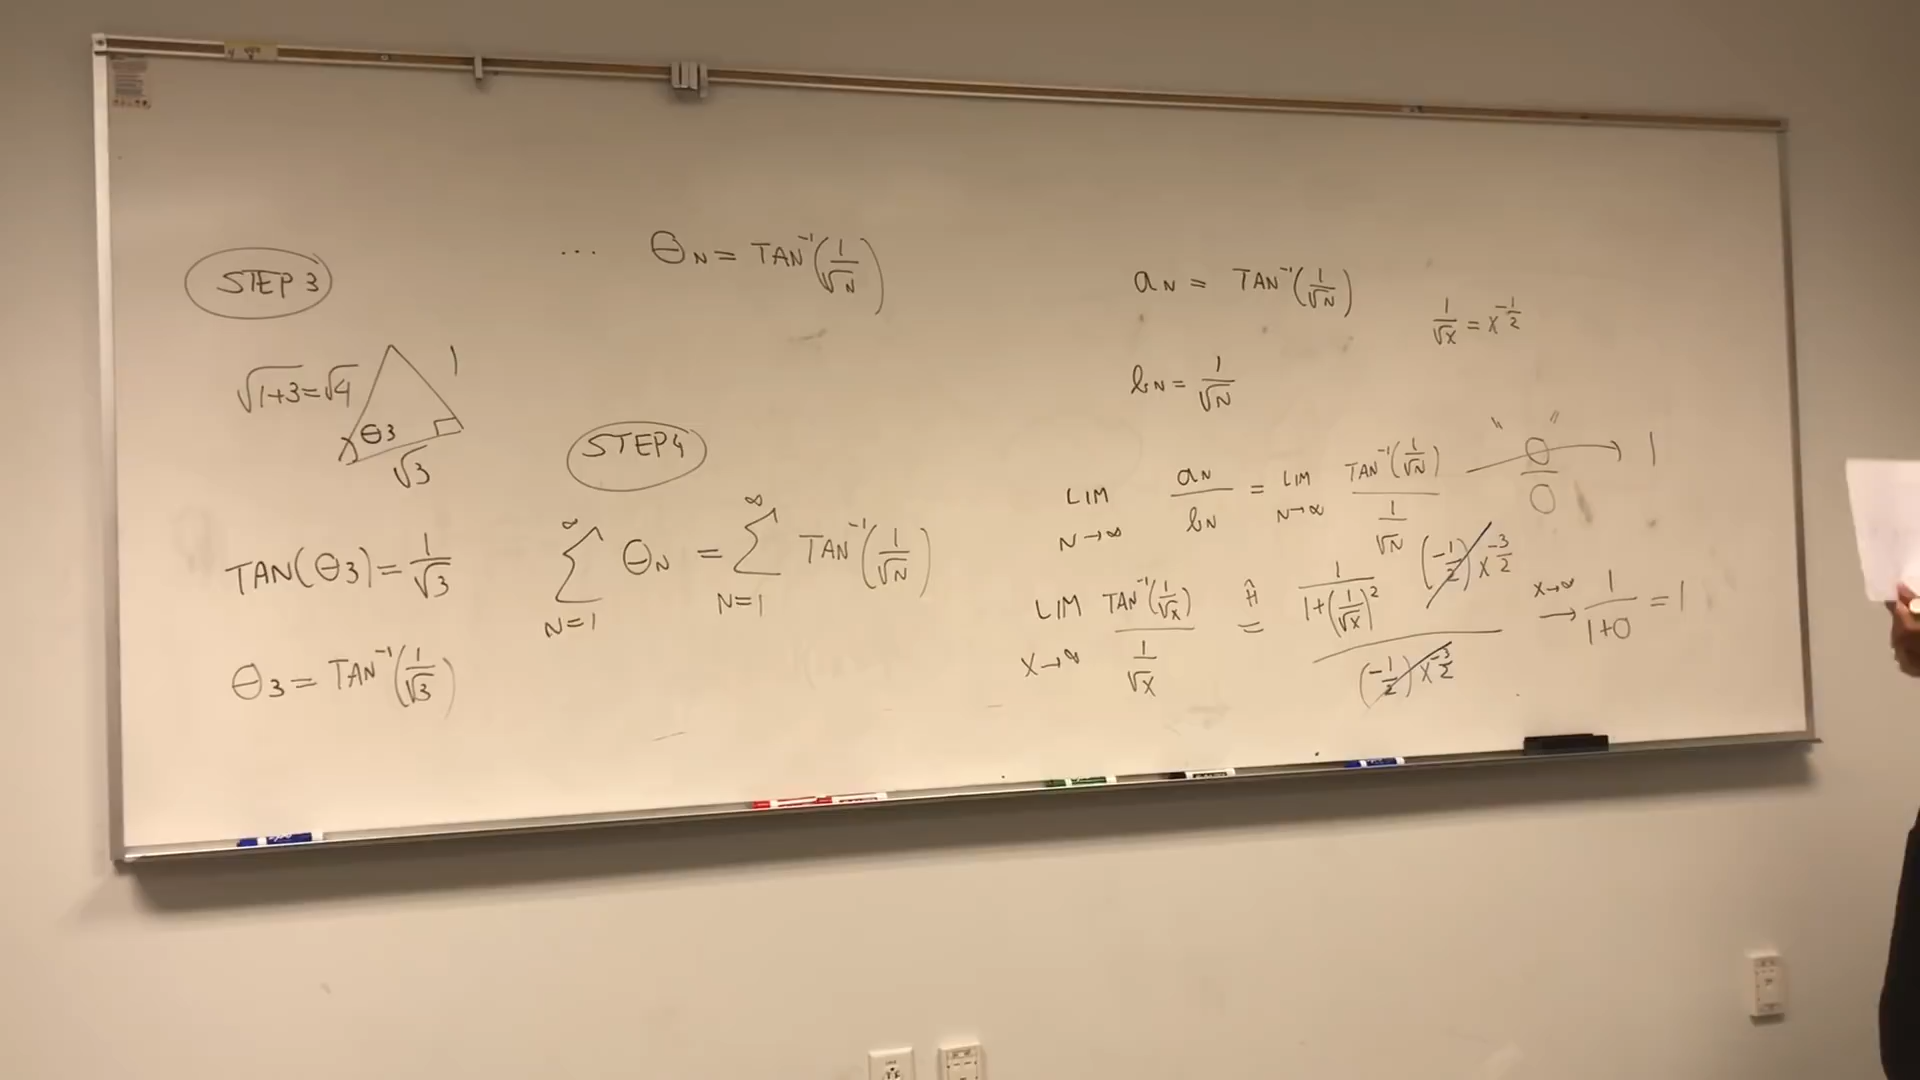 STEP 3
√1+3=√4
1
θ3
√3
TAN(θ3)=1/√3
θ3=TAN⁻¹(1/√3)
... θN=TAN⁻¹(1/√N)
STEP4
∞ ∑ N=1 θN = ∞ ∑ N=1 TAN⁻¹(1/√N)
aN = TAN⁻¹(1/√N)
1/√x = x^-1/2
bN = 1/√N
LIM N→∞ aN/bN = LIM N→∞ TAN⁻¹(1/√N) / 1/√N "0/0" → 1
LIM x→∞ TAN⁻¹(1/√x) / 1/√x Ĥ= 1/1+(1/√x)² (-1/2)x^-3/2 / (-1/2)x^-3/2 x→∞ → 1/1+0 = 1